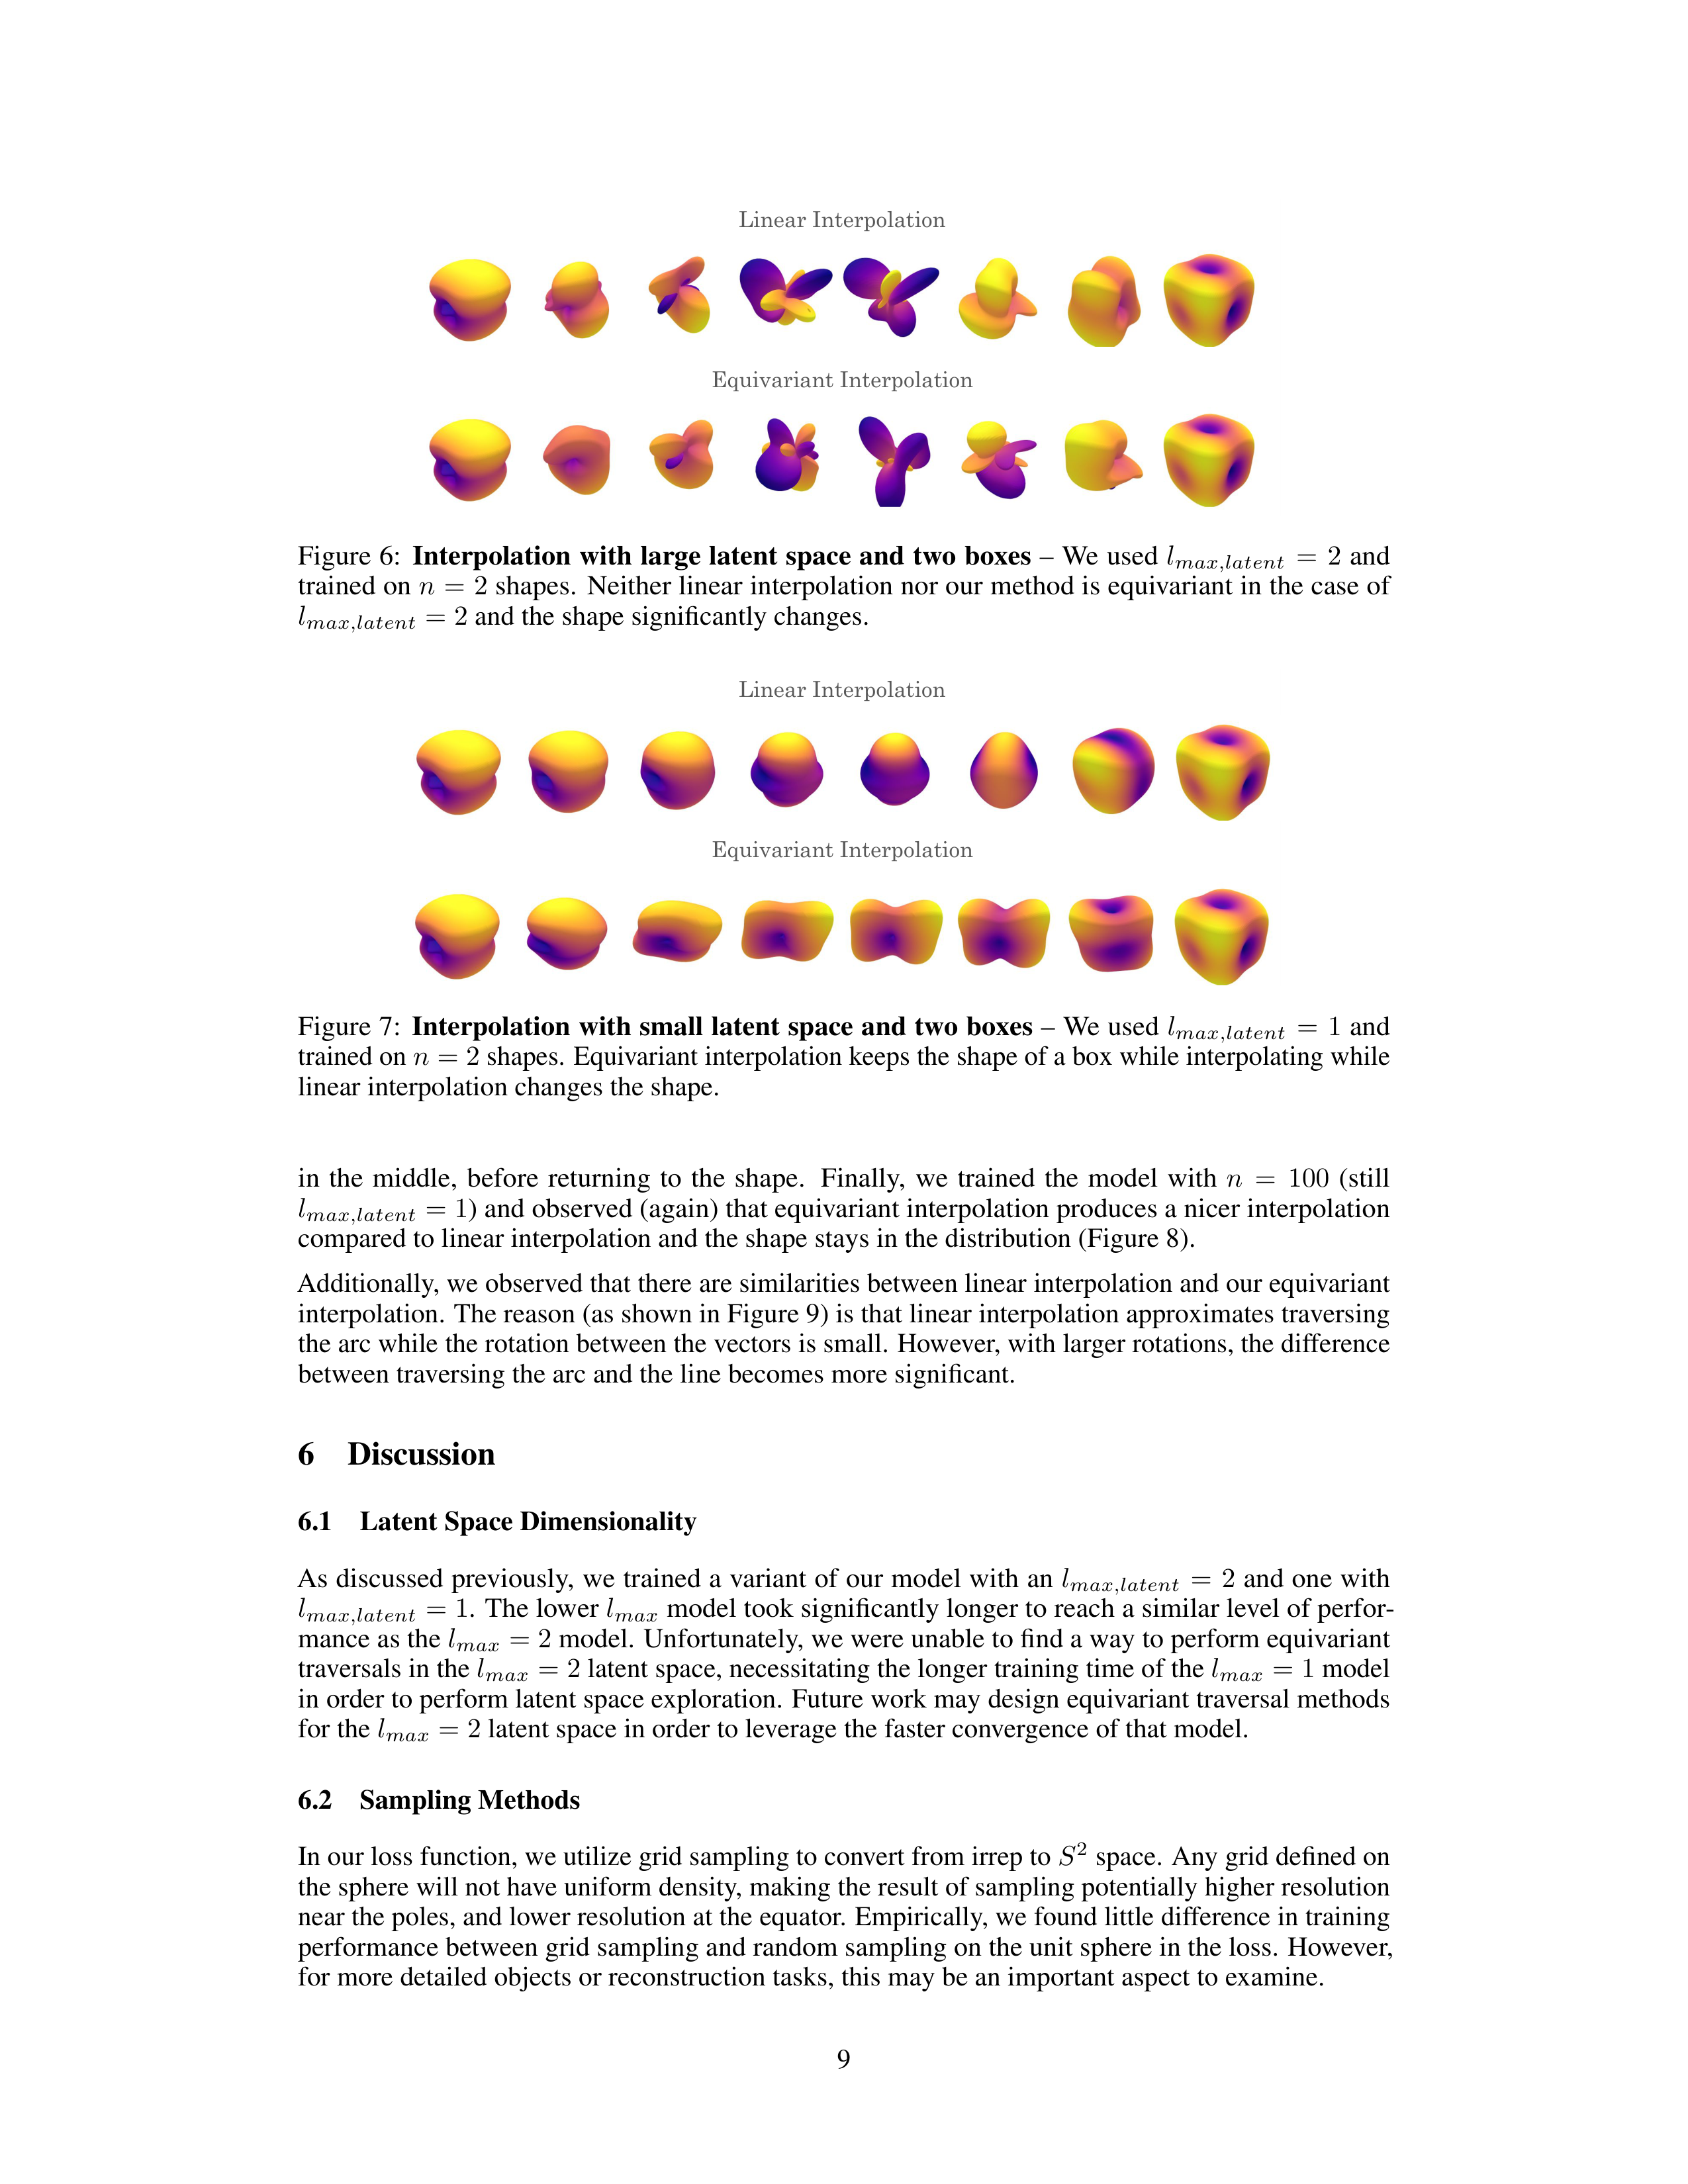 Linear Interpolation
Equivariant Interpolation
Figure 6: Interpolation with large latent space and two boxes – We used $l_{max,latent} = 2$ and
trained on $n = 2$ shapes. Neither linear interpolation nor our method is equivariant in the case of
$l_{max,latent} = 2$ and the shape significantly changes.
Linear Interpolation
Equivariant Interpolation
Figure 7: Interpolation with small latent space and two boxes – We used $l_{max,latent} = 1$ and
trained on $n = 2$ shapes. Equivariant interpolation keeps the shape of a box while interpolating while
linear interpolation changes the shape.
in the middle, before returning to the shape. Finally, we trained the model with $n = 100$ (still
$l_{max,latent} = 1$) and observed (again) that equivariant interpolation produces a nicer interpolation
compared to linear interpolation and the shape stays in the distribution (Figure 8).
Additionally, we observed that there are similarities between linear interpolation and our equivariant
interpolation. The reason (as shown in Figure 9) is that linear interpolation approximates traversing
the arc while the rotation between the vectors is small. However, with larger rotations, the difference
between traversing the arc and the line becomes more significant.
6 Discussion
6.1 Latent Space Dimensionality
As discussed previously, we trained a variant of our model with an $l_{max,latent} = 2$ and one with
$l_{max,latent} = 1$. The lower $l_{max}$ model took significantly longer to reach a similar level of perfor-
mance as the $l_{max} = 2$ model. Unfortunately, we were unable to find a way to perform equivariant
traversals in the $l_{max} = 2$ latent space, necessitating the longer training time of the $l_{max} = 1$ model
in order to perform latent space exploration. Future work may design equivariant traversal methods
for the $l_{max} = 2$ latent space in order to leverage the faster convergence of that model.
6.2 Sampling Methods
In our loss function, we utilize grid sampling to convert from irrep to $S^2$ space. Any grid defined on
the sphere will not have uniform density, making the result of sampling potentially higher resolution
near the poles, and lower resolution at the equator. Empirically, we found little difference in training
performance between grid sampling and random sampling on the unit sphere in the loss. However,
for more detailed objects or reconstruction tasks, this may be an important aspect to examine.
9